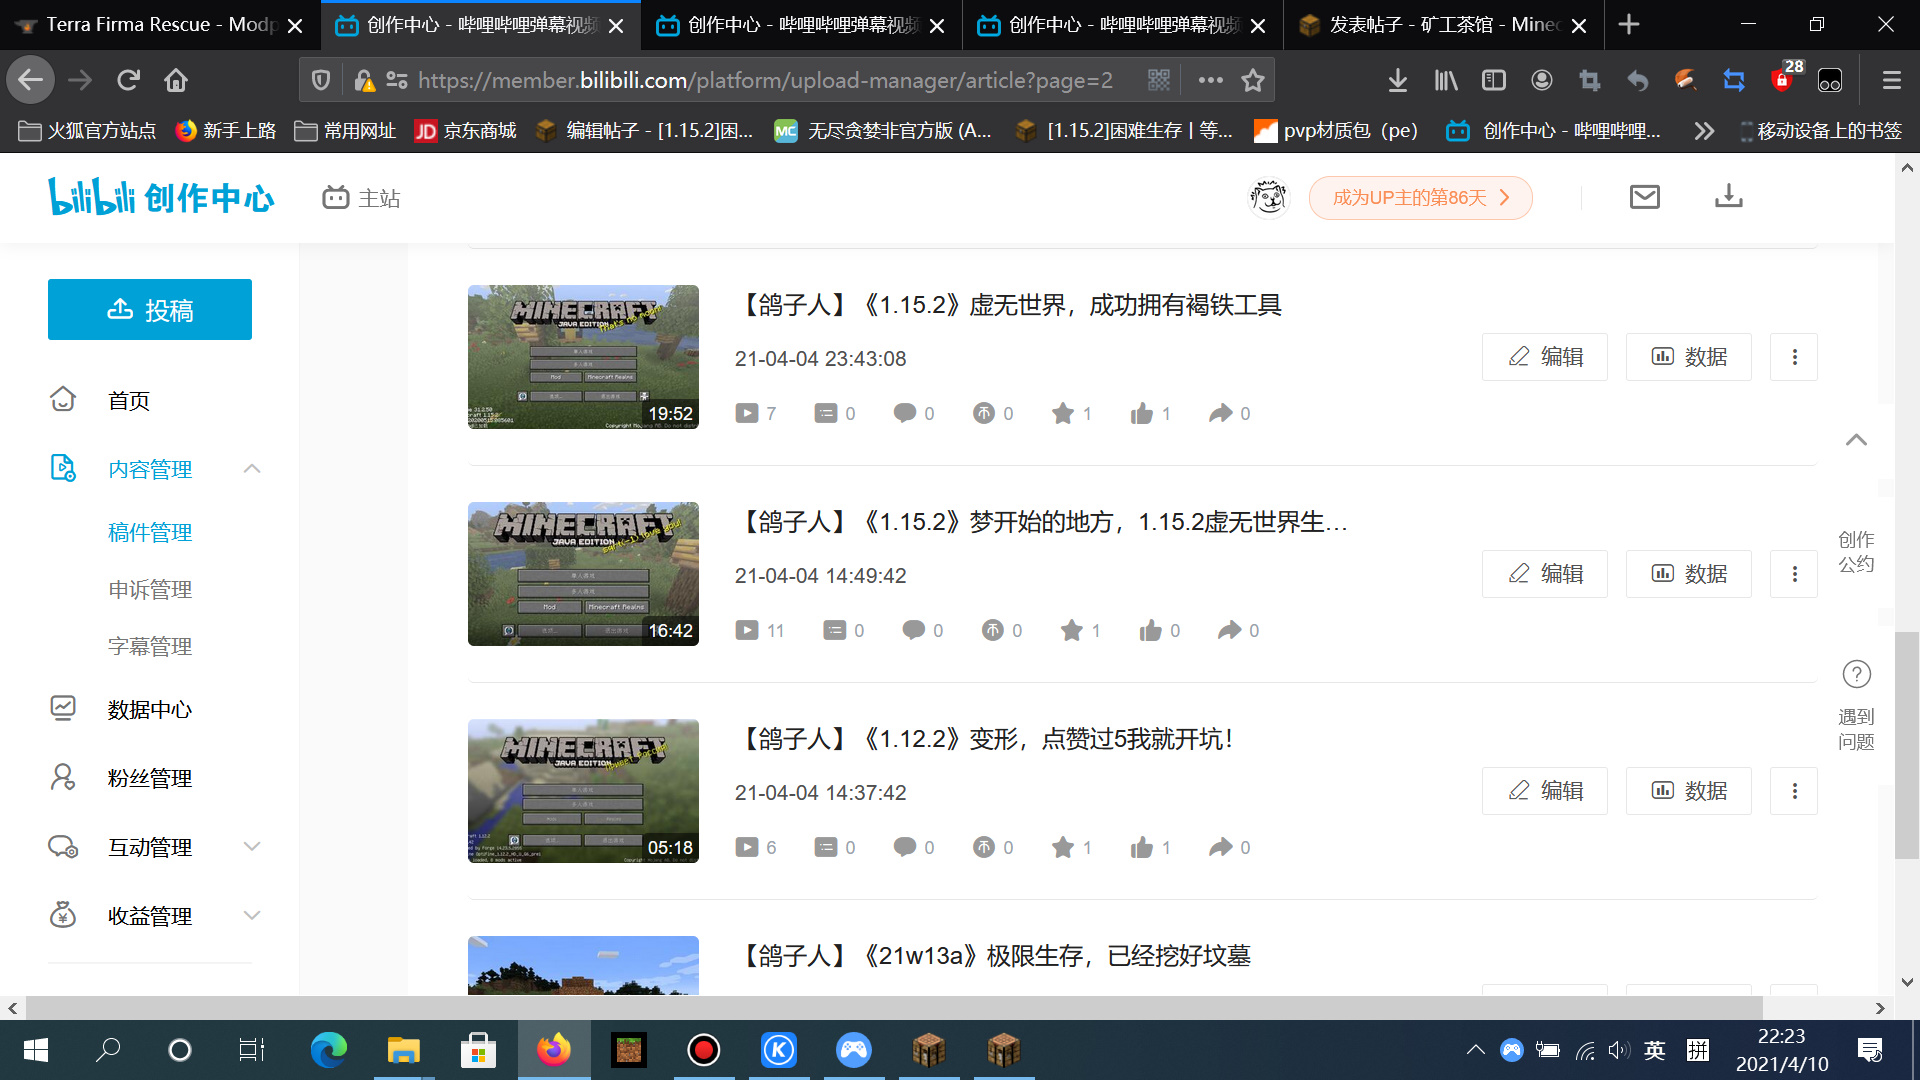 Terra Firma Rescue - Modp
创作中心 - 哔哩哔哩弹幕视频
创作中心 - 哔哩哔哩弹幕视频
创作中心 - 哔哩哔哩弹幕视频
发表帖子 - 矿工茶馆 - Minec
https://member.bilibili.com/platform/upload-manager/article?page=2
28
火狐官方站点
新手上路
常用网址
JD 京东商城
编辑帖子 - [1.15.2]困...
MC 无尽贪婪非官方版 (A...
[1.15.2]困难生存丨等...
pvp材质包（pe）
创作中心 - 哔哩哔哩...
移动设备上的书签
bilibili 创作中心
主站
成为UP主的第86天
投稿
首页
内容管理
稿件管理
申诉管理
字幕管理
数据中心
粉丝管理
互动管理
收益管理
MINECRAFT
JAVA EDITION
That's no moon!
Mod
Minecraft Realms
19:52
【鸽子人】《1.15.2》虚无世界，成功拥有褐铁工具
21-04-04 23:43:08
7 0 0 0 1 1 0
编辑
数据
MINECRAFT
JAVA EDITION
Mod
Minecraft Realms
16:42
【鸽子人】《1.15.2》梦开始的地方，1.15.2虚无世界生...
21-04-04 14:49:42
11 0 0 0 1 0 0
编辑
数据
MINECRAFT
JAVA EDITION
05:18
【鸽子人】《1.12.2》变形，点赞过5我就开坑！
21-04-04 14:37:42
6 0 0 0 1 1 0
编辑
数据
【鸽子人】《21w13a》极限生存，已经挖好坟墓
创作
公约
遇到
问题
英
拼
22:23
2021/4/10